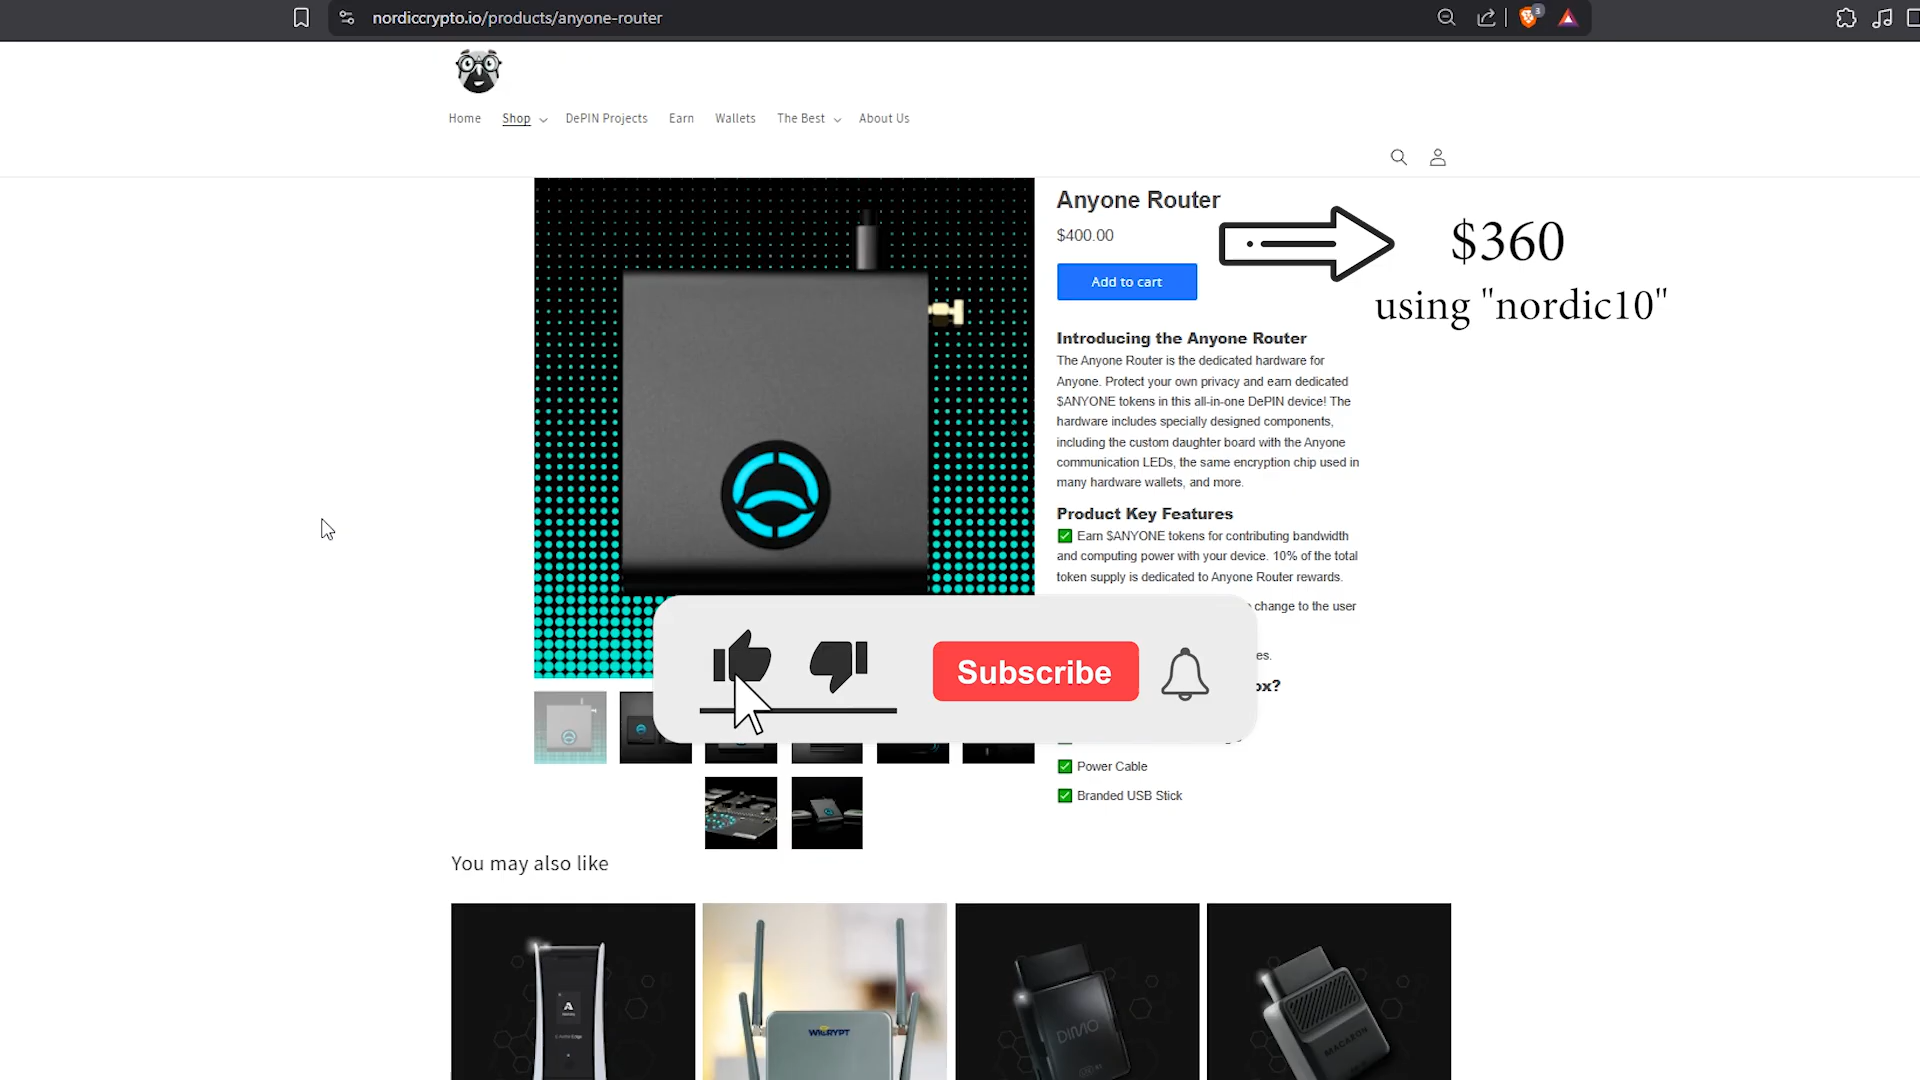 nordiccrypto.io/products/anyone-router
3
Home Shop DePIN Projects Earn Wallets The Best About Us
Anyone Router
$400.00
Add to cart
$360
using "nordic10"
Introducing the Anyone Router
The Anyone Router is the dedicated hardware for
Anyone. Protect your own privacy and earn dedicated
$ANYONE tokens in this all-in-one DePIN device! The
hardware includes specially designed components,
including the custom daughter board with the Anyone
communication LEDs, the same encryption chip used in
many hardware wallets, and more.
Product Key Features
Earn $ANYONE tokens for contributing bandwidth
and computing power with your device. 10% of the total
token supply is dedicated to Anyone Router rewards.
change to the user
Subscribe
Power Cable
Branded USB Stick
You may also like
WICRYPT
DIMO
MACARON